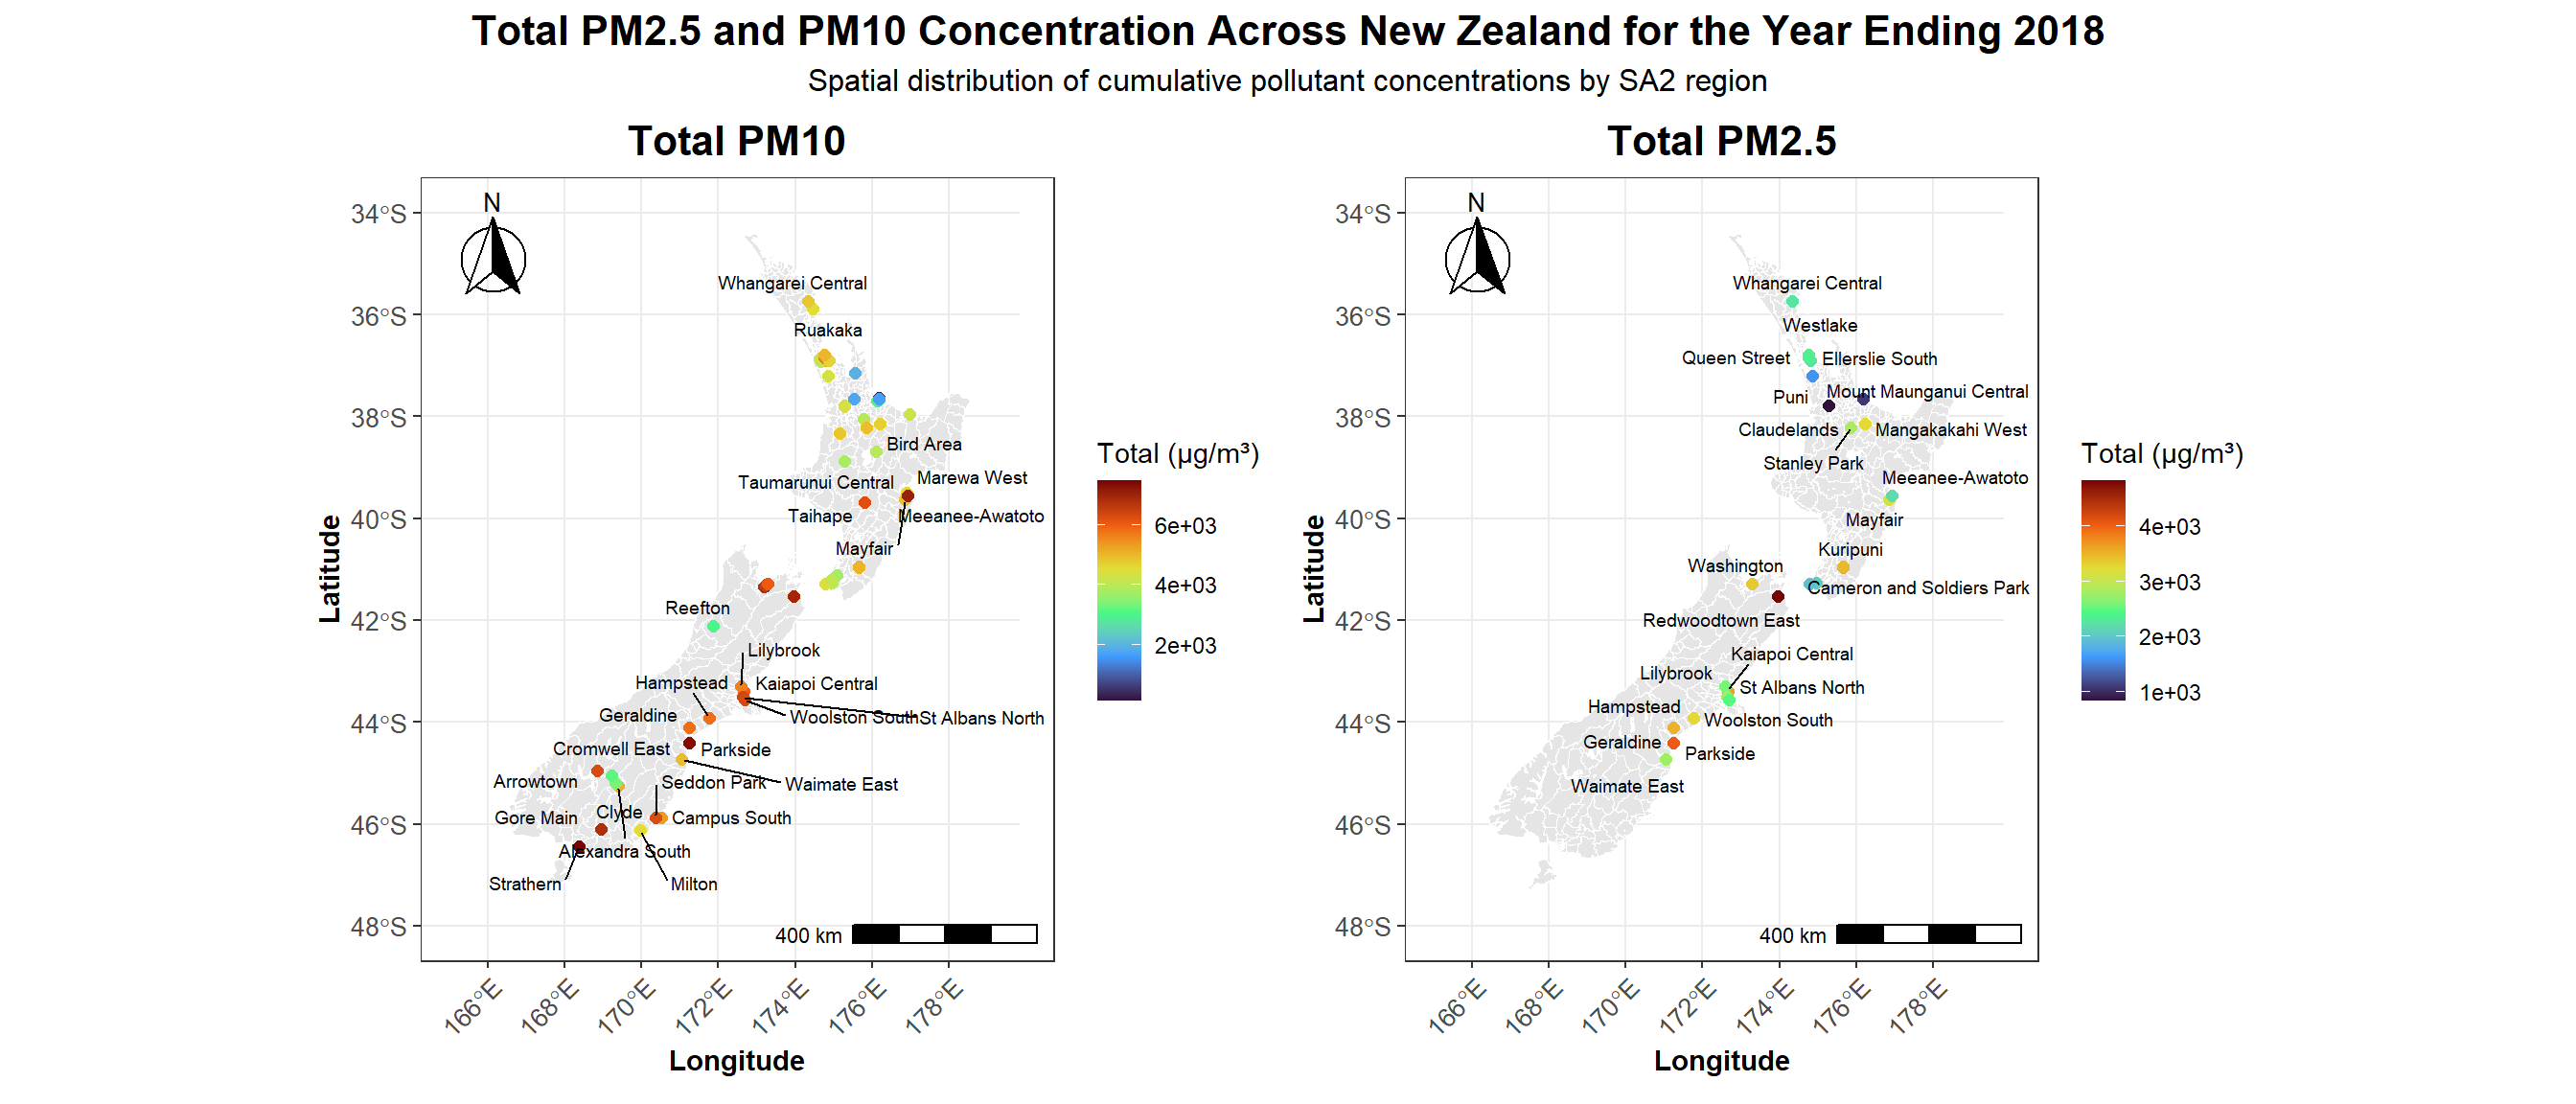 Total PM2.5 and PM10 Concentration Across New Zealand for the Year Ending 2018
Spatial distribution of cumulative pollutant concentrations by SA2 region
Total PM10
N
34°S
36°S
38°S
40°S
42°S
44°S
46°S
48°S
Latitude
Whangarei Central
Ruakaka
Bird Area
Marewa West
Taumarunui Central
Taihape
Meeanee-Awatoto
Mayfair
Reefton
Lilybrook
Hampstead
Kaiapoi Central
Geraldine
Woolston South
St Albans North
Cromwell East
Parkside
Arrowtown
Seddon Park
Waimate East
Gore Main
Clyde
Campus South
Alexandra South
Strathern
Milton
400 km
166°E
168°E
170°E
172°E
174°E
176°E
178°E
Longitude
Total (µg/m³)
6e+03
4e+03
2e+03
Total PM2.5
N
34°S
36°S
38°S
40°S
42°S
44°S
46°S
48°S
Latitude
Whangarei Central
Westlake
Queen Street
Ellerslie South
Puni
Mount Maunganui Central
Claudelands
Mangakakahi West
Stanley Park
Meeanee-Awatoto
Mayfair
Kuripuni
Washington
Cameron and Soldiers Park
Redwoodtown East
Kaiapoi Central
Lilybrook
St Albans North
Hampstead
Woolston South
Geraldine
Parkside
Waimate East
400 km
166°E
168°E
170°E
172°E
174°E
176°E
178°E
Longitude
Total (µg/m³)
4e+03
3e+03
2e+03
1e+03